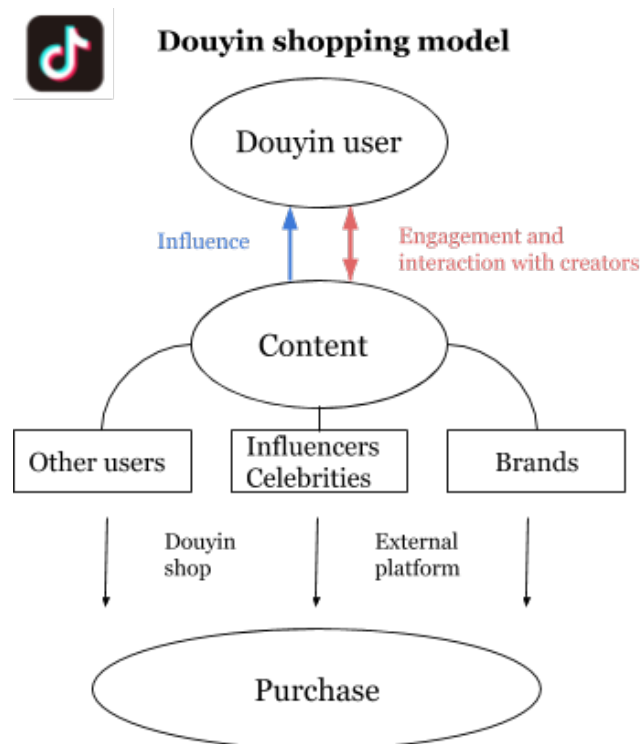 Douyin shopping model
Douyin user
Influence
Engagement and
interaction with creators
Content
Other users
Influencers
Celebrities
Brands
Douyin
shop
External
platform
Purchase